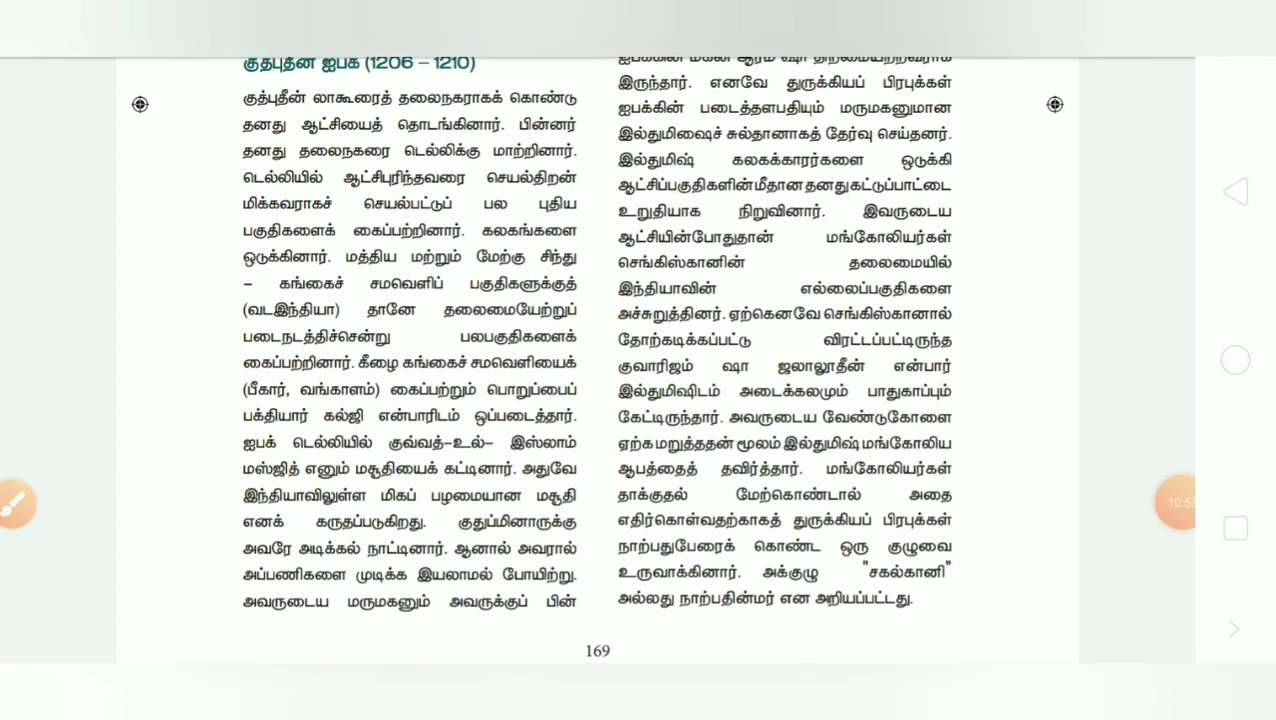 குத்புதீன் ஐபக் (1206 – 1210)
குத்புதீன் லாகூரைத் தலைநகராகக் கொண்டு
தனது ஆட்சியைத் தொடங்கினார். பின்னர்
தனது தலைநகரை டெல்லிக்கு மாற்றினார்.
டெல்லியில் ஆட்சிபுரிந்தவரை செயல்திறன்
மிக்கவராகச் செயல்பட்டுப் பல புதிய
பகுதிகளைக் கைப்பற்றினார். கலகங்களை
ஒடுக்கினார். மத்திய மற்றும் மேற்கு சிந்து
– கங்கைச் சமவெளிப் பகுதிகளுக்குத்
(வடஇந்தியா) தானே தலைமையேற்றுப்
படைநடத்திச்சென்று பலபகுதிகளைக்
கைப்பற்றினார். கீழை கங்கைச் சமவெளியைக்
(பீகார், வங்காளம்) கைப்பற்றும் பொறுப்பைப்
பக்தியார் கல்ஜி என்பாரிடம் ஒப்படைத்தார்.
ஐபக் டெல்லியில் குவ்வத்–உல்– இஸ்லாம்
மஸ்ஜித் எனும் மசூதியைக் கட்டினார். அதுவே
இந்தியாவிலுள்ள மிகப் பழமையான மசூதி
எனக் கருதப்படுகிறது. குதுப்மினாருக்கு
அவரே அடிக்கல் நாட்டினார். ஆனால் அவரால்
அப்பணிகளை முடிக்க இயலாமல் போயிற்று.
அவருடைய மருமகனும் அவருக்குப் பின்
ஐபக்கின் மகன் ஆரம் ஷா திறமையற்றவராக
இருந்தார். எனவே துருக்கியப் பிரபுக்கள்
ஐபக்கின் படைத்தளபதியும் மருமகனுமான
இல்துமிஷைச் சுல்தானாகத் தேர்வு செய்தனர்.
இல்துமிஷ் கலகக்காரர்களை ஒடுக்கி
ஆட்சிப்பகுதிகளின்மீதான தனது கட்டுப்பாட்டை
உறுதியாக நிறுவினார். இவருடைய
ஆட்சியின்போதுதான் மங்கோலியர்கள்
செங்கிஸ்கானின் தலைமையில்
இந்தியாவின் எல்லைப்பகுதிகளை
அச்சுறுத்தினர். ஏற்கெனவே செங்கிஸ்கானால்
தோற்கடிக்கப்பட்டு விரட்டப்பட்டிருந்த
குவாரிஜம் ஷா ஜலாலூதீன் என்பார்
இல்துமிஷிடம் அடைக்கலமும் பாதுகாப்பும்
கேட்டிருந்தார். அவருடைய வேண்டுகோளை
ஏற்க மறுத்ததன் மூலம் இல்துமிஷ் மங்கோலிய
ஆபத்தைத் தவிர்த்தார். மங்கோலியர்கள்
தாக்குதல் மேற்கொண்டால் அதை
எதிர்கொள்வதற்காகத் துருக்கியப் பிரபுக்கள்
நாற்பதுபேரைக் கொண்ட ஒரு குழுவை
உருவாக்கினார். அக்குழு "சகல்கானி"
அல்லது நாற்பதின்மர் என அறியப்பட்டது.
169
10:53